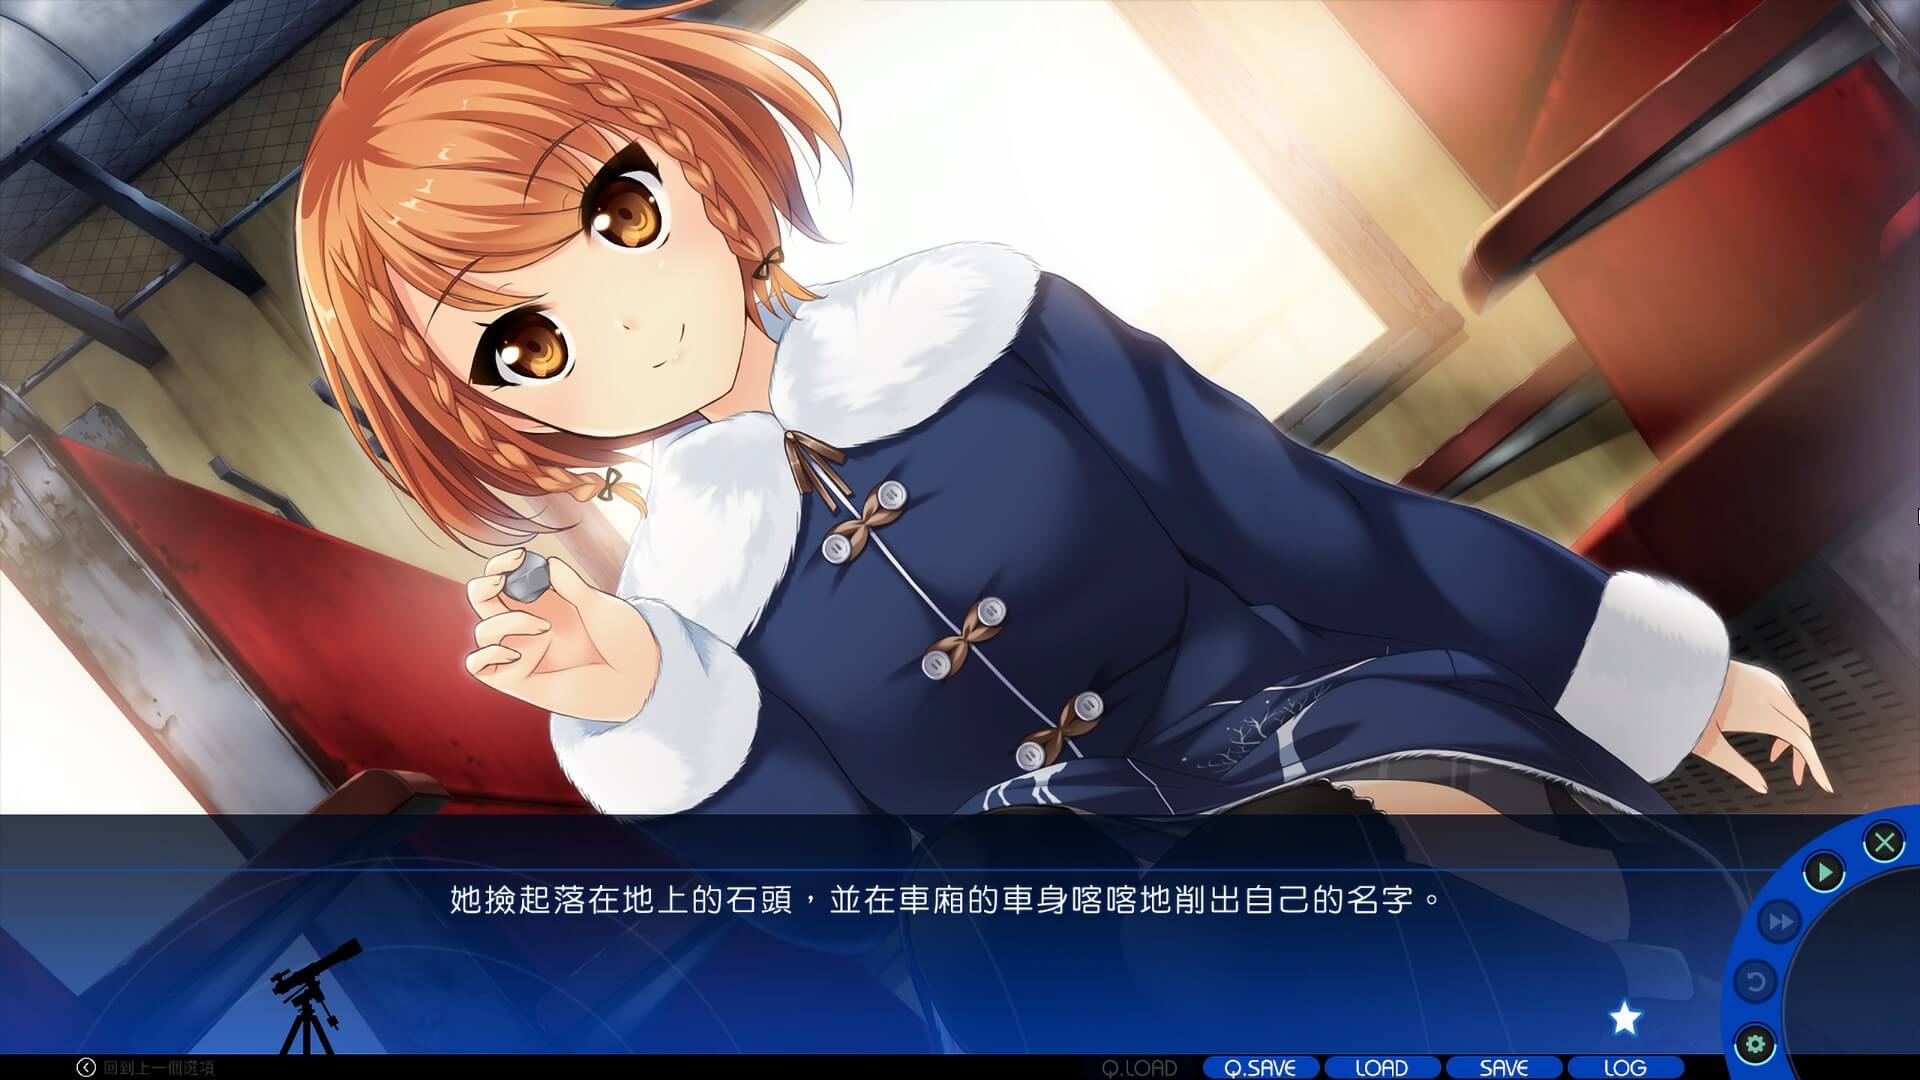 她撿起落在地上的石頭，並在車廂的車身喀喀地削出自己的名字。
回到上一個選項
Q.LOAD
Q.SAVE
LOAD
SAVE
LOG